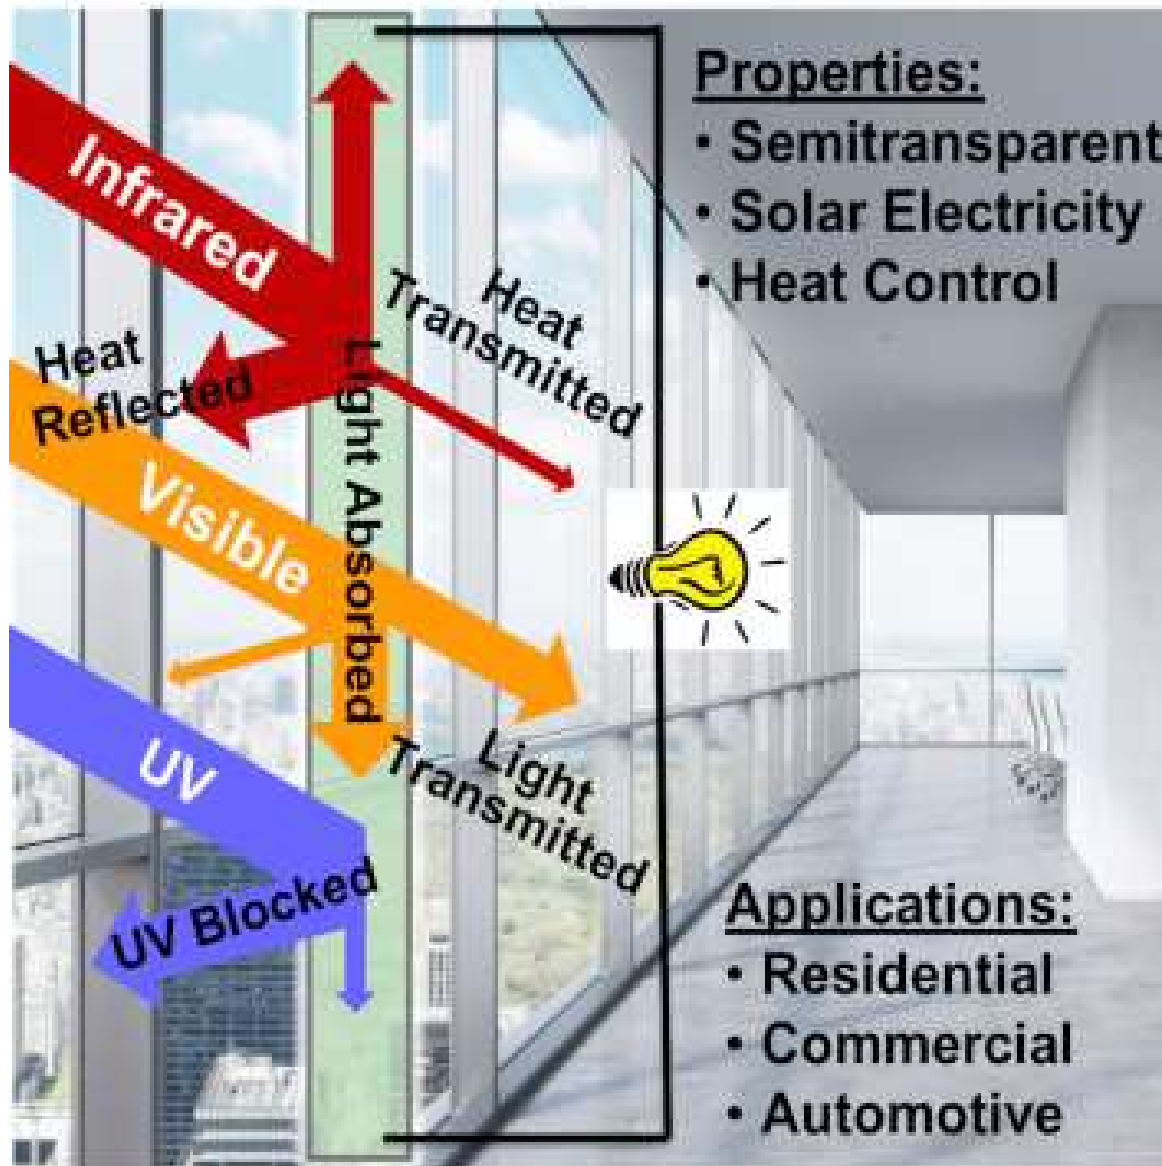 Properties:
• Semitransparent
• Solar Electricity
• Heat Control
Infrared
Heat
Transmitted
Heat
Reflected
Light Absorbed
Visible
UV
Light
Transmitted
UV Blocked
Applications:
• Residential
• Commercial
• Automotive